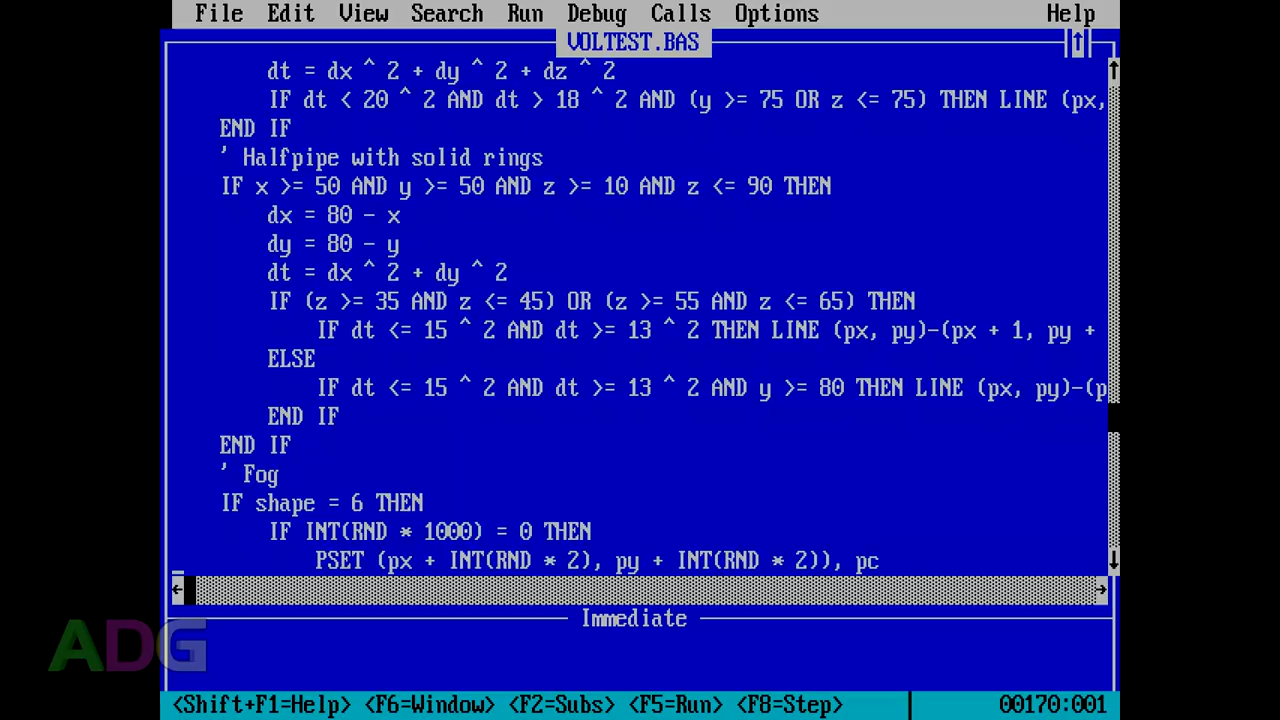 File Edit View Search Run Debug Calls Options Help
VOLTEST.BAS
dt = dx ^ 2 + dy ^ 2 + dz ^ 2
IF dt < 20 ^ 2 AND dt > 18 ^ 2 AND (y >= 75 OR z <= 75) THEN LINE (px,
END IF
' Halfpipe with solid rings
IF x >= 50 AND y >= 50 AND z >= 10 AND z <= 90 THEN
dx = 80 - x
dy = 80 - y
dt = dx ^ 2 + dy ^ 2
IF (z >= 35 AND z <= 45) OR (z >= 55 AND z <= 65) THEN
IF dt <= 15 ^ 2 AND dt >= 13 ^ 2 THEN LINE (px, py)-(px + 1, py +
ELSE
IF dt <= 15 ^ 2 AND dt >= 13 ^ 2 AND y >= 80 THEN LINE (px, py)-(p
END IF
END IF
' Fog
IF shape = 6 THEN
IF INT(RND * 1000) = 0 THEN
PSET (px + INT(RND * 2), py + INT(RND * 2)), pc
Immediate
ADG
<Shift+F1=Help> <F6=Window> <F2=Subs> <F5=Run> <F8=Step> 00170:001